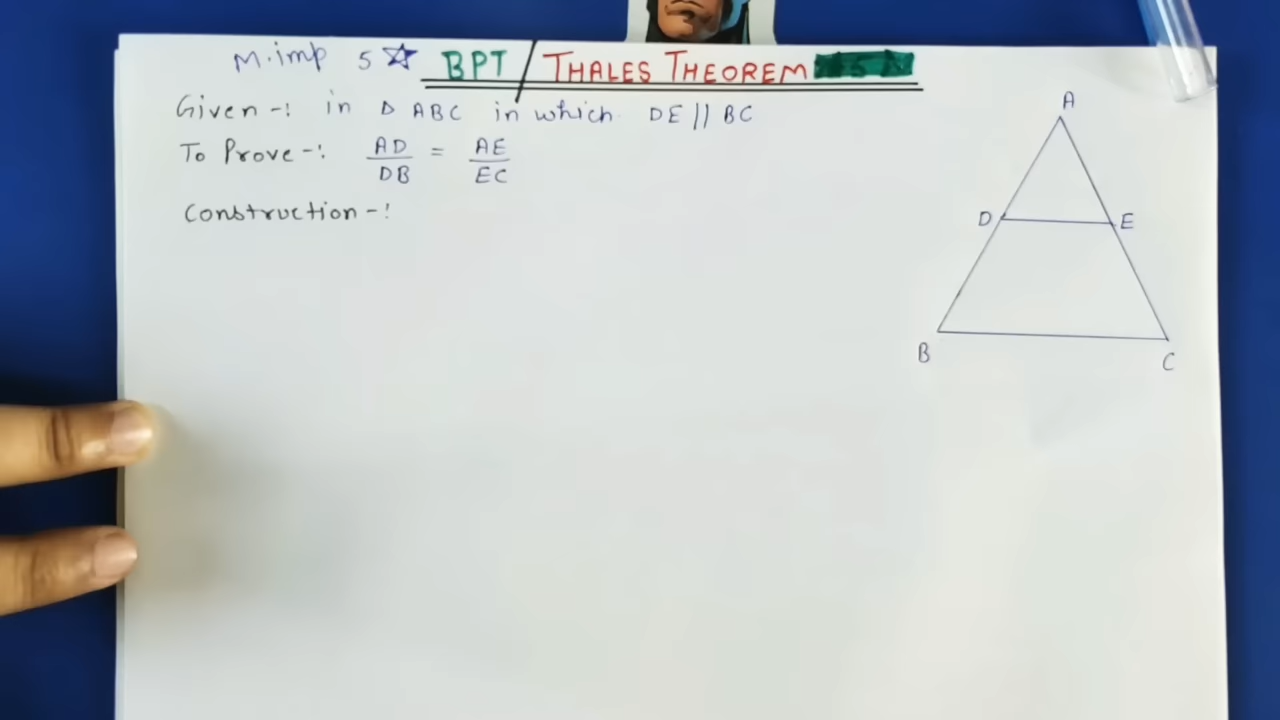 M.imp 5☆ BPT / THALES THEOREM
Given -: in Δ ABC in which DE || BC
To Prove -: AD/DB = AE/EC
Construction -:
A
D E
B C